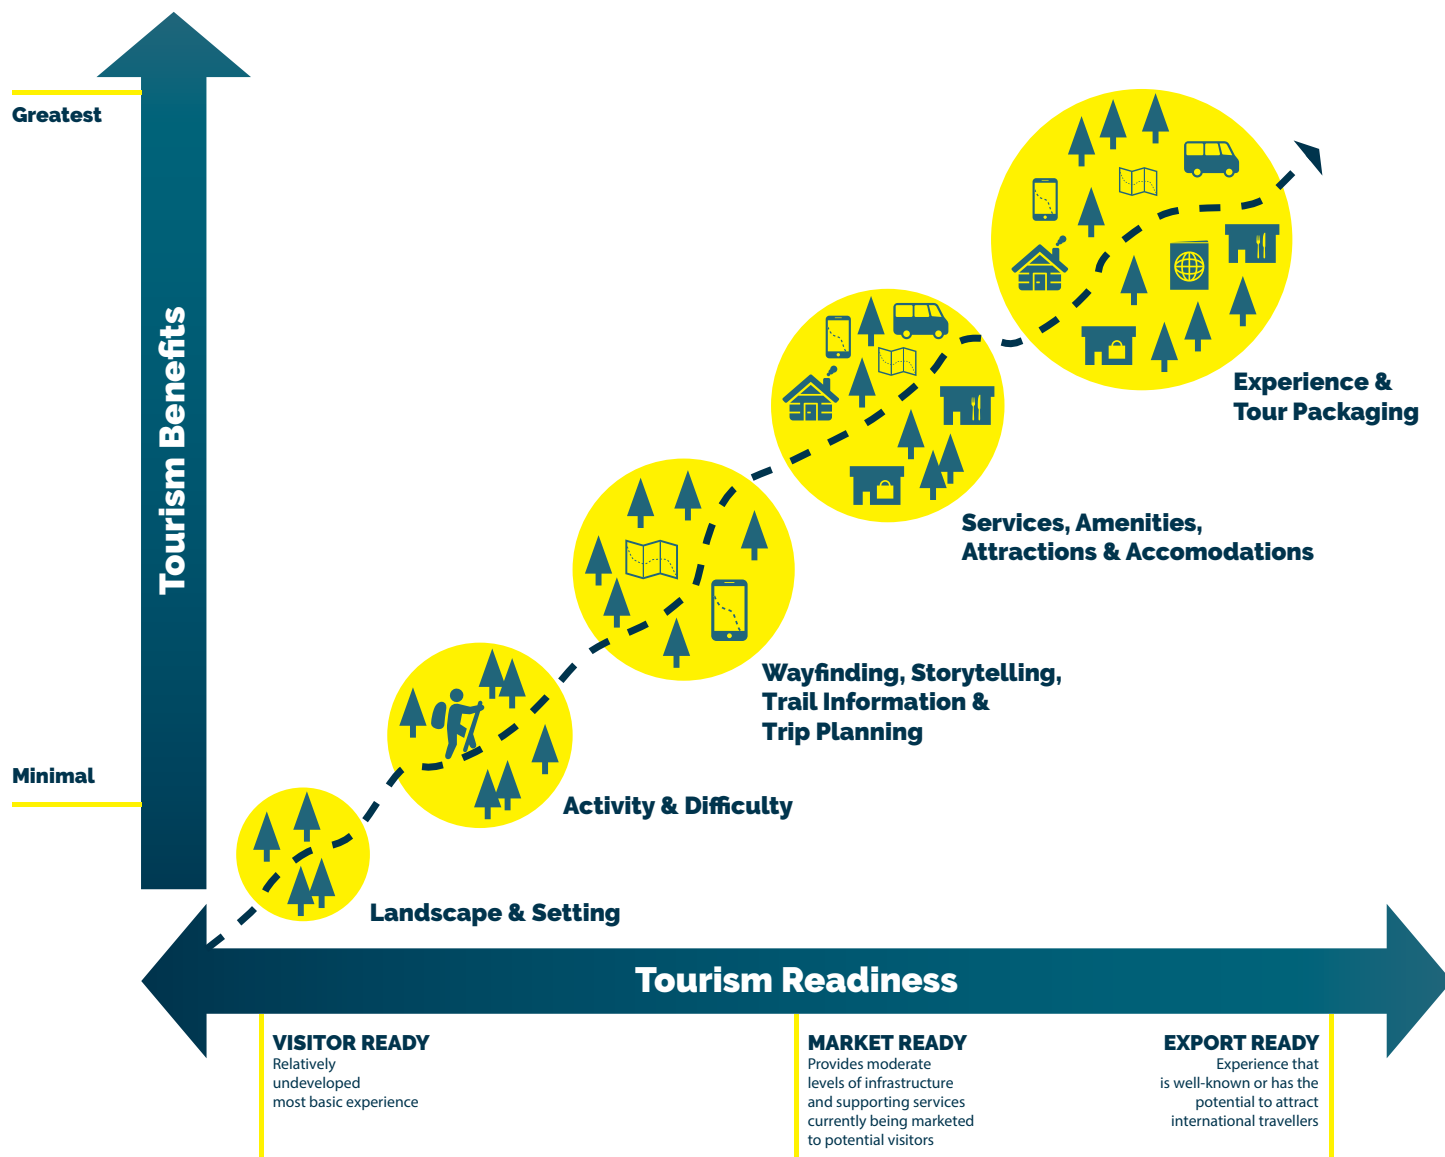 Greatest
Tourism Benefits
Minimal
Experience &
Tour Packaging
Services, Amenities,
Attractions & Accomodations
Wayfinding, Storytelling,
Trail Information &
Trip Planning
Activity & Difficulty
Landscape & Setting
Tourism Readiness
VISITOR READY
Relatively
undeveloped
most basic experience
MARKET READY
Provides moderate
levels of infrastructure
and supporting services
currently being marketed
to potential visitors
EXPORT READY
Experience that
is well-known or has the
potential to attract
international travellers